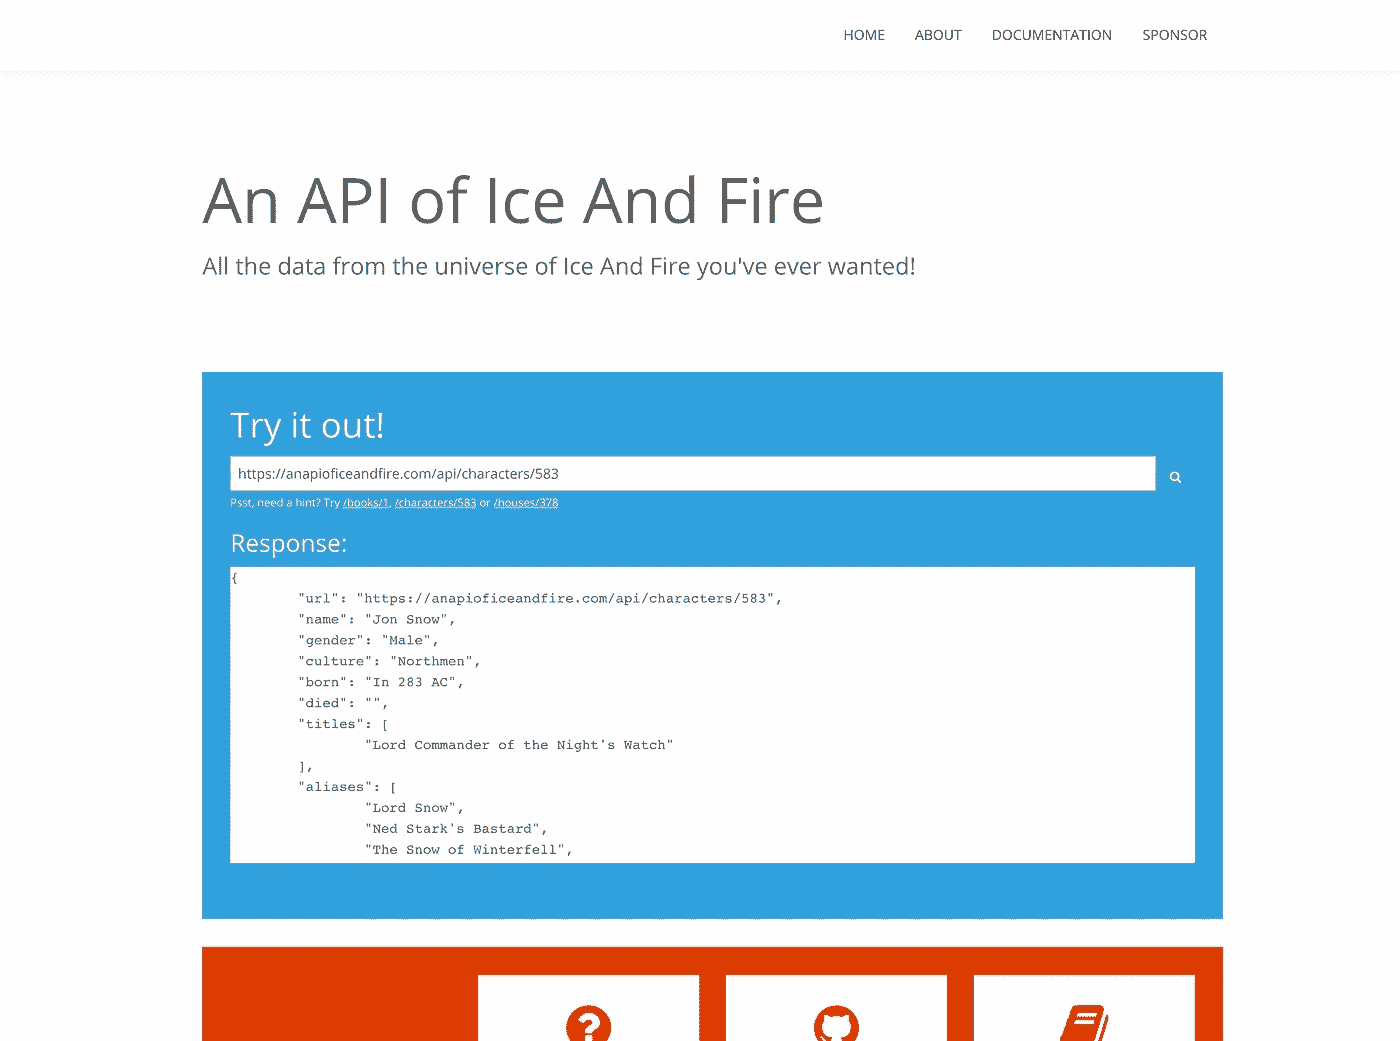 HOME ABOUT DOCUMENTATION SPONSOR
An API of Ice And Fire
All the data from the universe of Ice And Fire you've ever wanted!
Try it out!
https://anapioficeandfire.com/api/characters/583
Psst, need a hint? Try /books/1, /characters/583 or /houses/378
Response:
{
"url": "https://anapioficeandfire.com/api/characters/583",
"name": "Jon Snow",
"gender": "Male",
"culture": "Northmen",
"born": "In 283 AC",
"died": "",
"titles": [
"Lord Commander of the Night's Watch"
],
"aliases": [
"Lord Snow",
"Ned Stark's Bastard",
"The Snow of Winterfell",